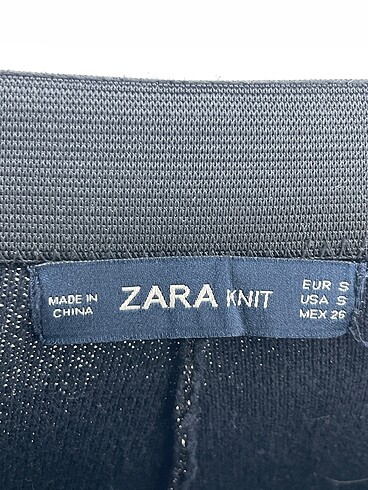 MADE IN
CHINA
ZARA KNIT
EUR S
USA S
MEX 26